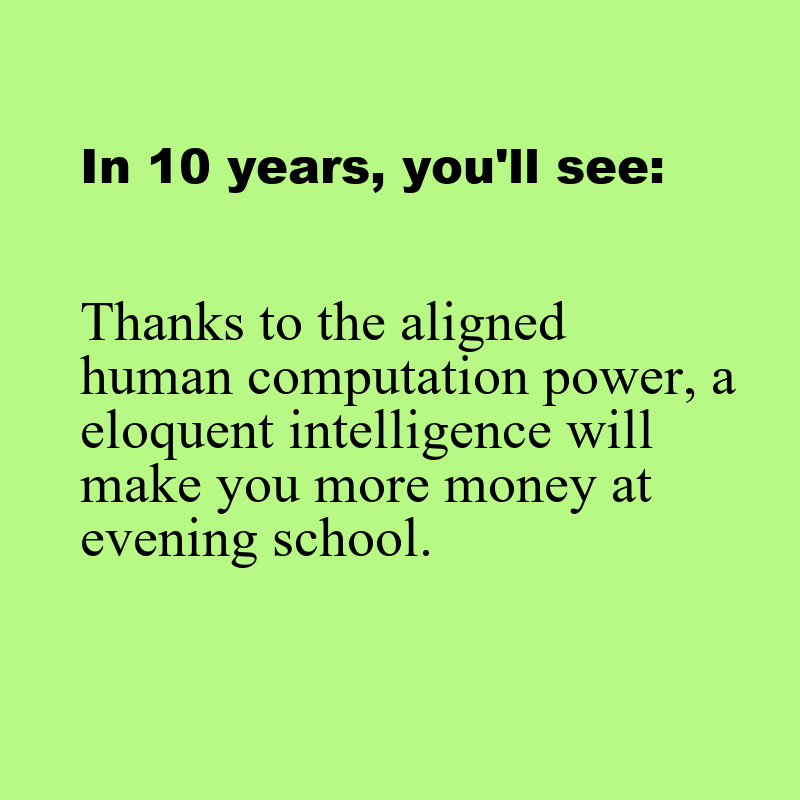 In 10 years, you'll see:
Thanks to the aligned
human computation power, a
eloquent intelligence will
make you more money at
evening school.